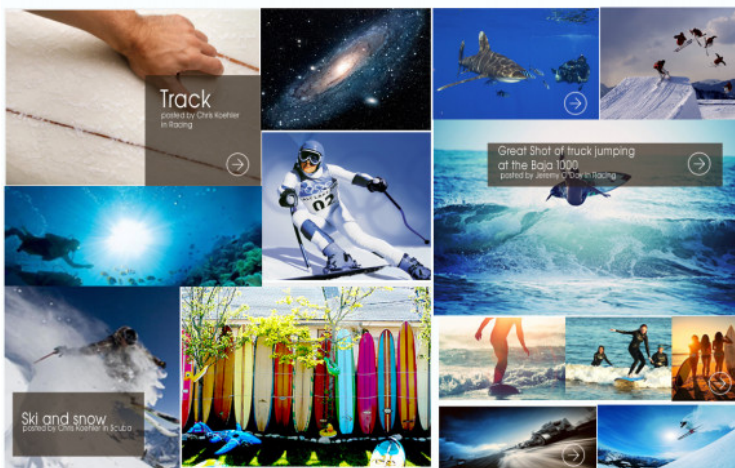 Track
posted by Chris Koehler
in Racing
Great Shot of truck jumping
at the Baja 1000
posted by Jeremy O'Day in Racing
02
Ski and snow
posted by Chris Koehler in Scuba